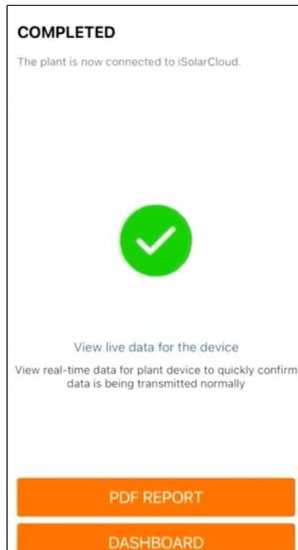 COMPLETED
The plant is now connected to iSolarCloud.
View live data for the device
View real-time data for plant device to quickly confirm
data is being transmitted normally
PDF REPORT
DASHBOARD